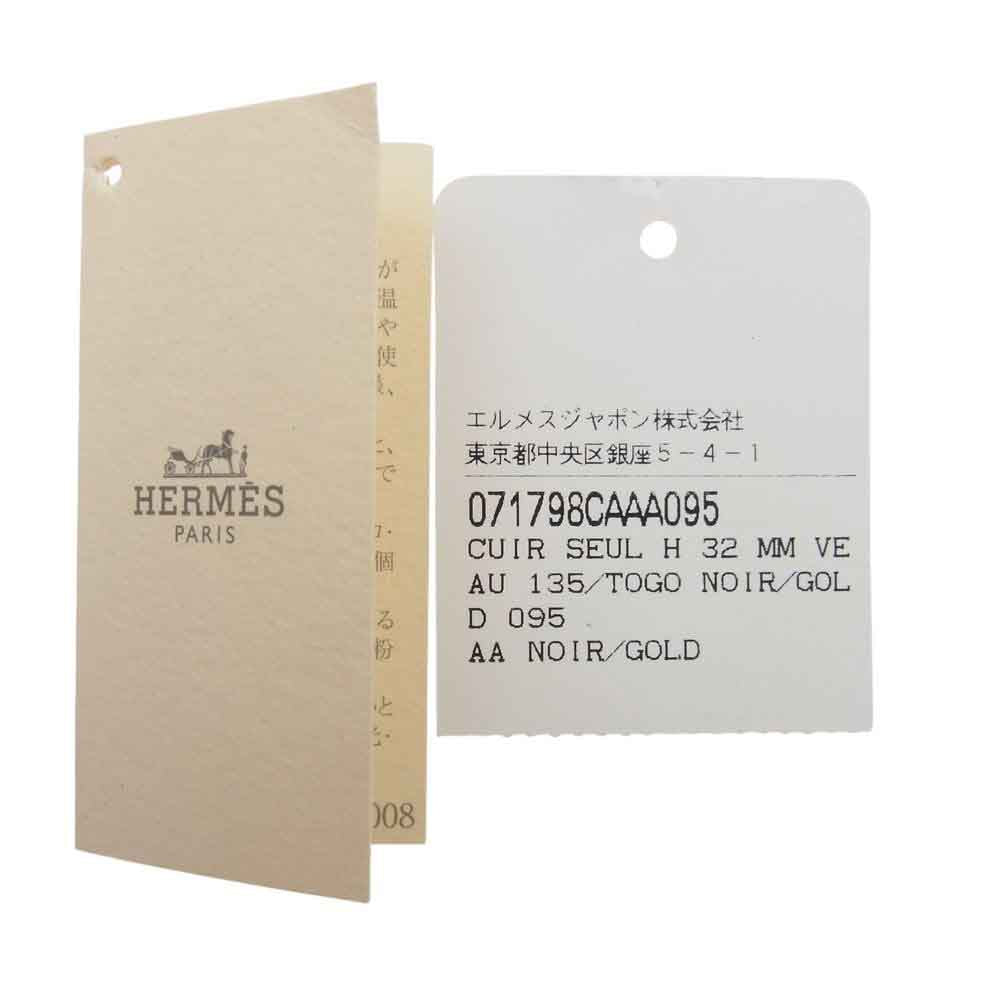 HERMÈS
PARIS
が
温
や
使
、
、
で
・
個
る
粉
と
・
008
エルメスジャポン株式会社
東京都中央区銀座5-4-1
071798CAAA095
CUIR SEUL H 32 MM VE
AU 135/TOGO NOIR/GOL
D 095
AA NOIR/GOLD